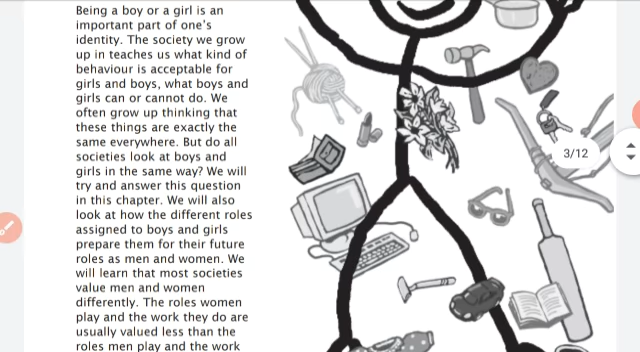 Being a boy or a girl is an
important part of one's
identity. The society we grow
up in teaches us what kind of
behaviour is acceptable for
girls and boys, what boys and
girls can or cannot do. We
often grow up thinking that
these things are exactly the
same everywhere. But do all
societies look at boys and
girls in the same way? We will
try and answer this question
in this chapter. We will also
look at how the different roles
assigned to boys and girls
prepare them for their future
roles as men and women. We
will learn that most societies
value men and women
differently. The roles women
play and the work they do are
usually valued less than the
roles men play and the work
3/12